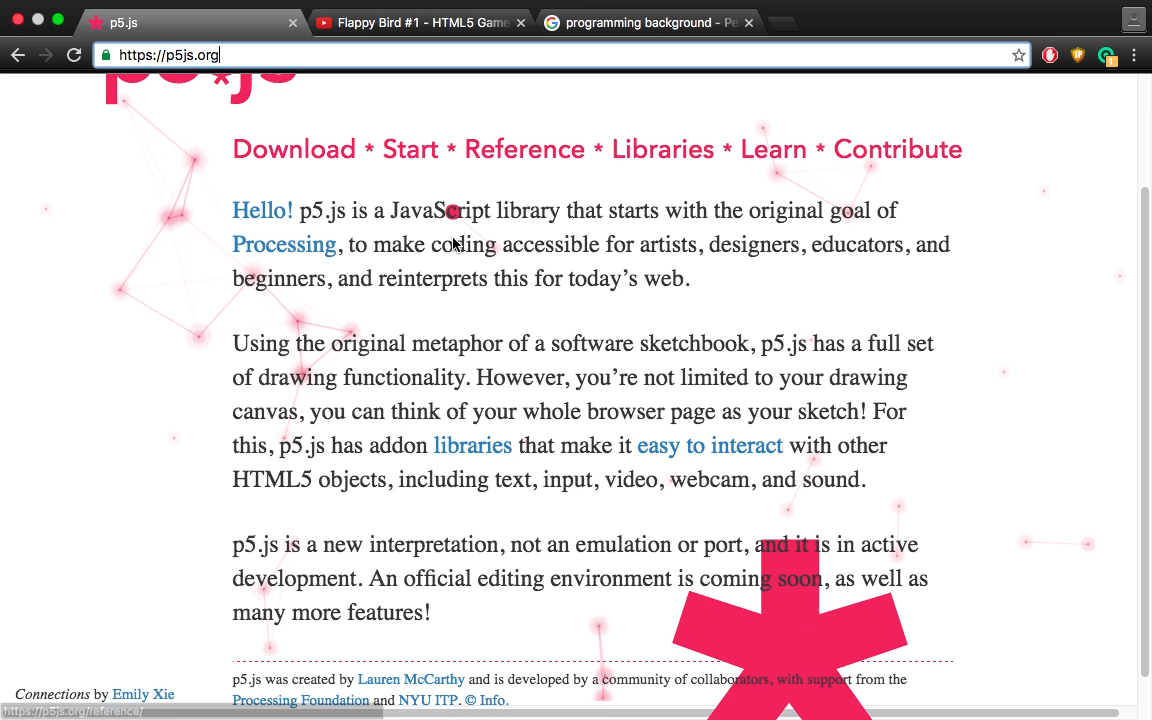 p5.js
Flappy Bird #1 - HTML5 Game
programming background - Pe
https://p5js.org
1
p5.js
Download * Start * Reference * Libraries * Learn * Contribute
Hello! p5.js is a JavaScript library that starts with the original goal of
Processing, to make coding accessible for artists, designers, educators, and
beginners, and reinterprets this for today’s web.
Using the original metaphor of a software sketchbook, p5.js has a full set
of drawing functionality. However, you’re not limited to your drawing
canvas, you can think of your whole browser page as your sketch! For
this, p5.js has addon libraries that make it easy to interact with other
HTML5 objects, including text, input, video, webcam, and sound.
p5.js is a new interpretation, not an emulation or port, and it is in active
development. An official editing environment is coming soon, as well as
many more features!
p5.js was created by Lauren McCarthy and is developed by a community of collaborators, with support from the
Processing Foundation and NYU ITP. © Info.
Connections by Emily Xie
https://p5js.org/reference/